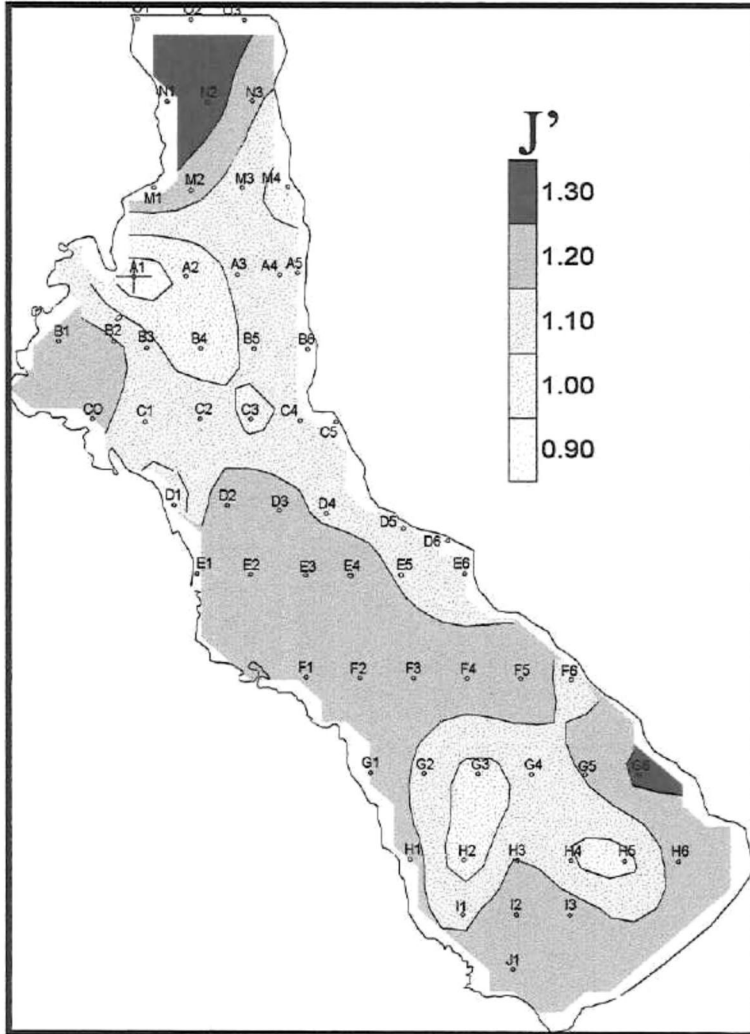 O1 O2 O3
N1 N2 N3
J'
1.30
M1 M2 M3 M4
1.20
A1 A2 A3 A4 A5
1.10
B1 B2 B3 B4 B5 B6
1.00
CO C1 C2 C3 C4 C5
0.90
D1 D2 D3 D4 D5 D6
E1 E2 E3 E4 E5 E6
F1 F2 F3 F4 F5 F6
G1 G2 G3 G4 G5 G6
H1 H2 H3 H4 H5 H6
I1 I2 I3
J1